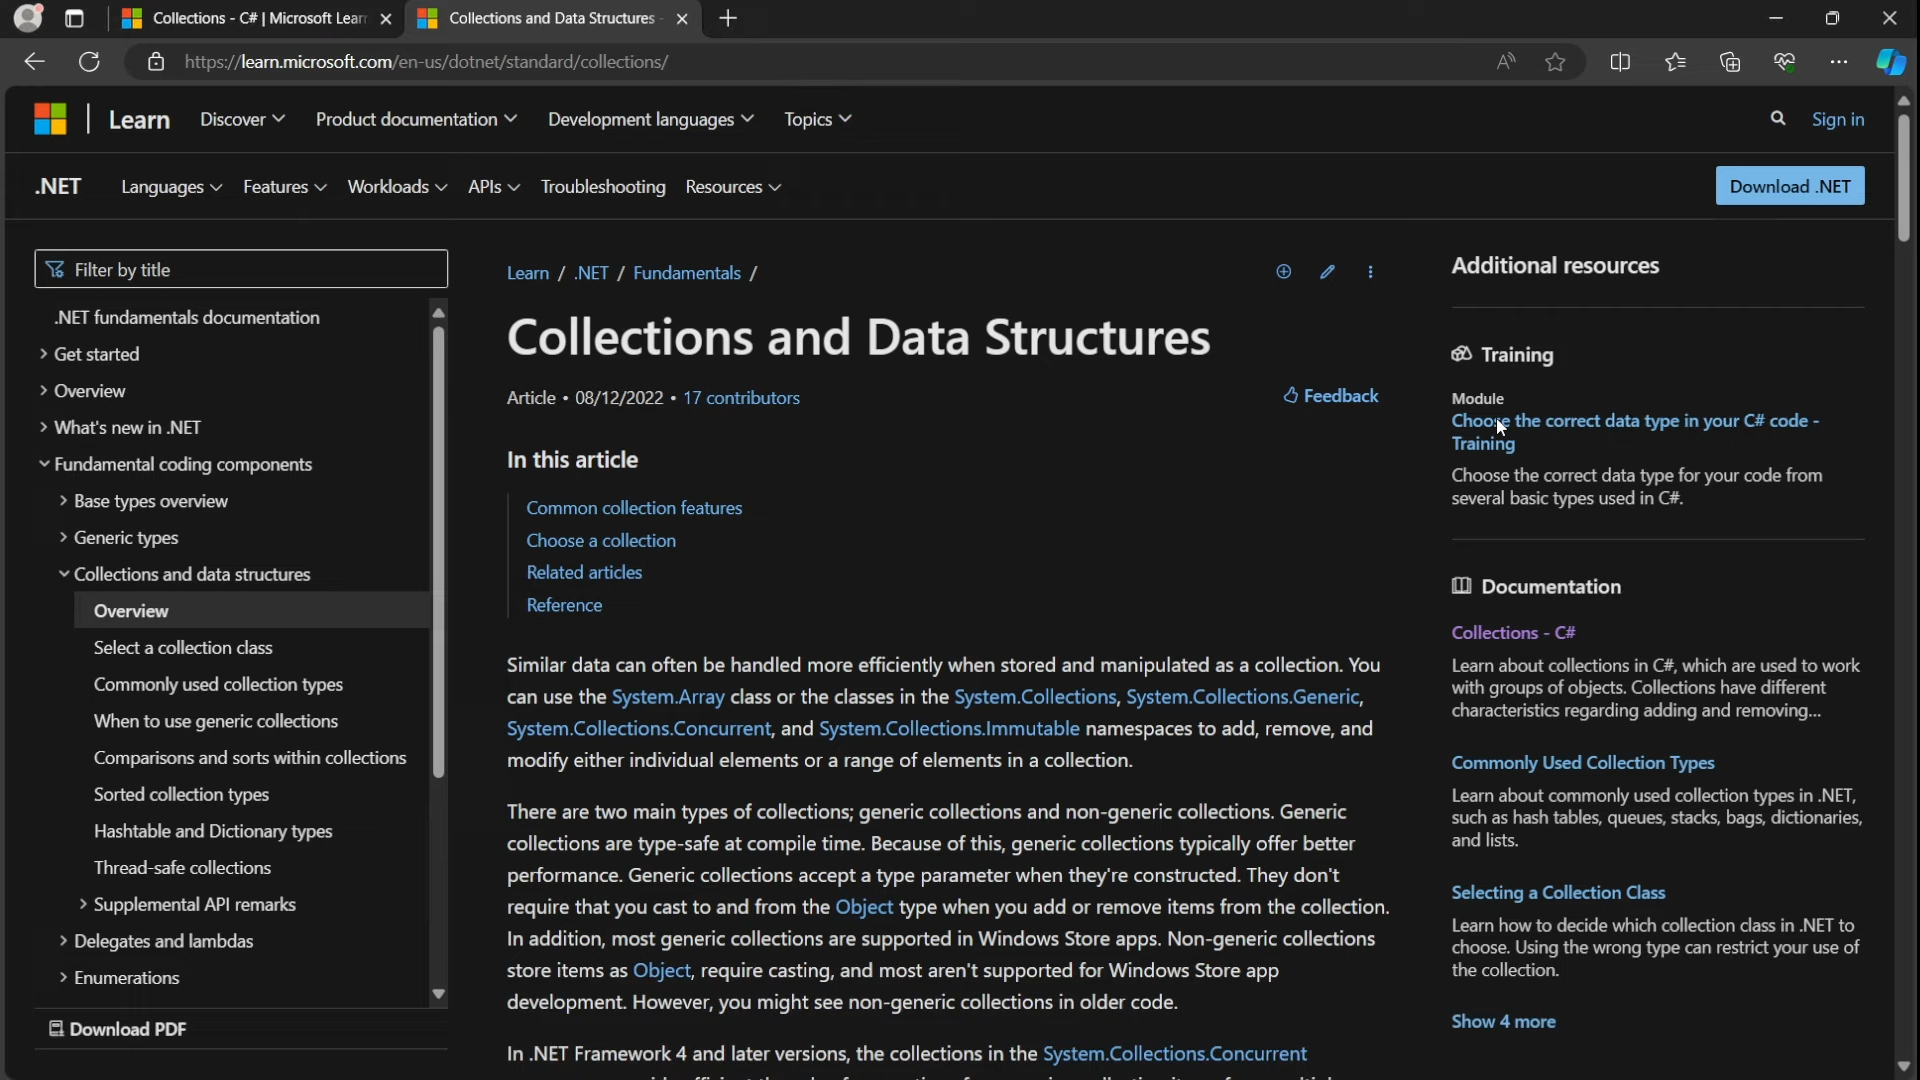 Collections - C# | Microsoft Lear
Collections and Data Structures -
https://learn.microsoft.com/en-us/dotnet/standard/collections/
Learn Discover Product documentation Development languages Topics Sign in
.NET Languages Features Workloads APIs Troubleshooting Resources Download .NET
Filter by title
.NET fundamentals documentation
Get started
Overview
What's new in .NET
Fundamental coding components
Base types overview
Generic types
Collections and data structures
Overview
Select a collection class
Commonly used collection types
When to use generic collections
Comparisons and sorts within collections
Sorted collection types
Hashtable and Dictionary types
Thread-safe collections
Supplemental API remarks
Delegates and lambdas
Enumerations
Download PDF
Learn / .NET / Fundamentals /
Collections and Data Structures
Article • 08/12/2022 • 17 contributors
Feedback
In this article
Common collection features
Choose a collection
Related articles
Reference
Similar data can often be handled more efficiently when stored and manipulated as a collection. You
can use the System.Array class or the classes in the System.Collections, System.Collections.Generic,
System.Collections.Concurrent, and System.Collections.Immutable namespaces to add, remove, and
modify either individual elements or a range of elements in a collection.
There are two main types of collections; generic collections and non-generic collections. Generic
collections are type-safe at compile time. Because of this, generic collections typically offer better
performance. Generic collections accept a type parameter when they're constructed. They don't
require that you cast to and from the Object type when you add or remove items from the collection.
In addition, most generic collections are supported in Windows Store apps. Non-generic collections
store items as Object, require casting, and most aren't supported for Windows Store app
development. However, you might see non-generic collections in older code.
In .NET Framework 4 and later versions, the collections in the System.Collections.Concurrent
Additional resources
Training
Module
Choose the correct data type in your C# code -
Training
Choose the correct data type for your code from
several basic types used in C#.
Documentation
Collections - C#
Learn about collections in C#, which are used to work
with groups of objects. Collections have different
characteristics regarding adding and removing...
Commonly Used Collection Types
Learn about commonly used collection types in .NET,
such as hash tables, queues, stacks, bags, dictionaries,
and lists.
Selecting a Collection Class
Learn how to decide which collection class in .NET to
choose. Using the wrong type can restrict your use of
the collection.
Show 4 more